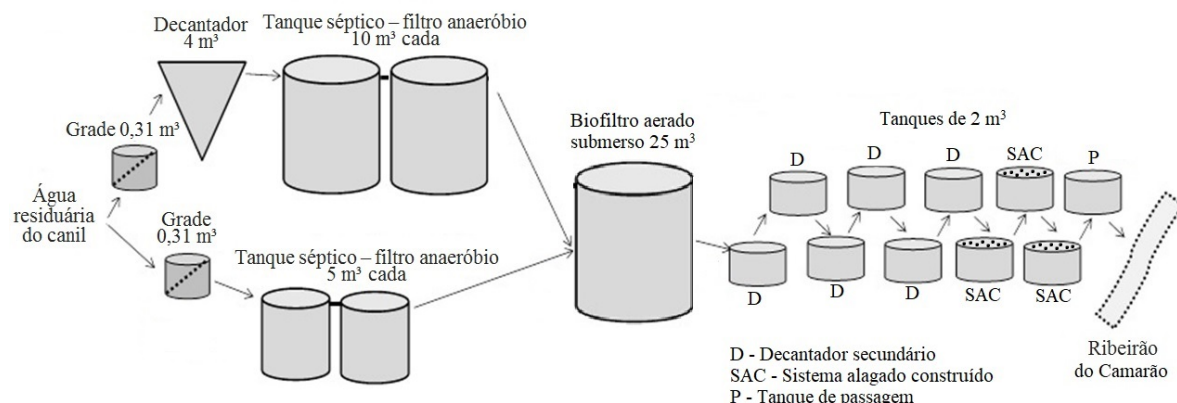 Decantador
4 m³
Tanque séptico – filtro anaeróbio
10 m³ cada
Grade 0,31 m³
Água
residuária
do canil
Grade
0,31 m³
Tanque séptico – filtro anaeróbio
5 m³ cada
Biofiltro aerado
submerso 25 m³
Tanques de 2 m³
D
D
D
SAC
P
D
D
D
SAC
SAC
Ribeirão
do Camarão
D - Decantador secundário
SAC - Sistema alagado construído
P - Tanque de passagem